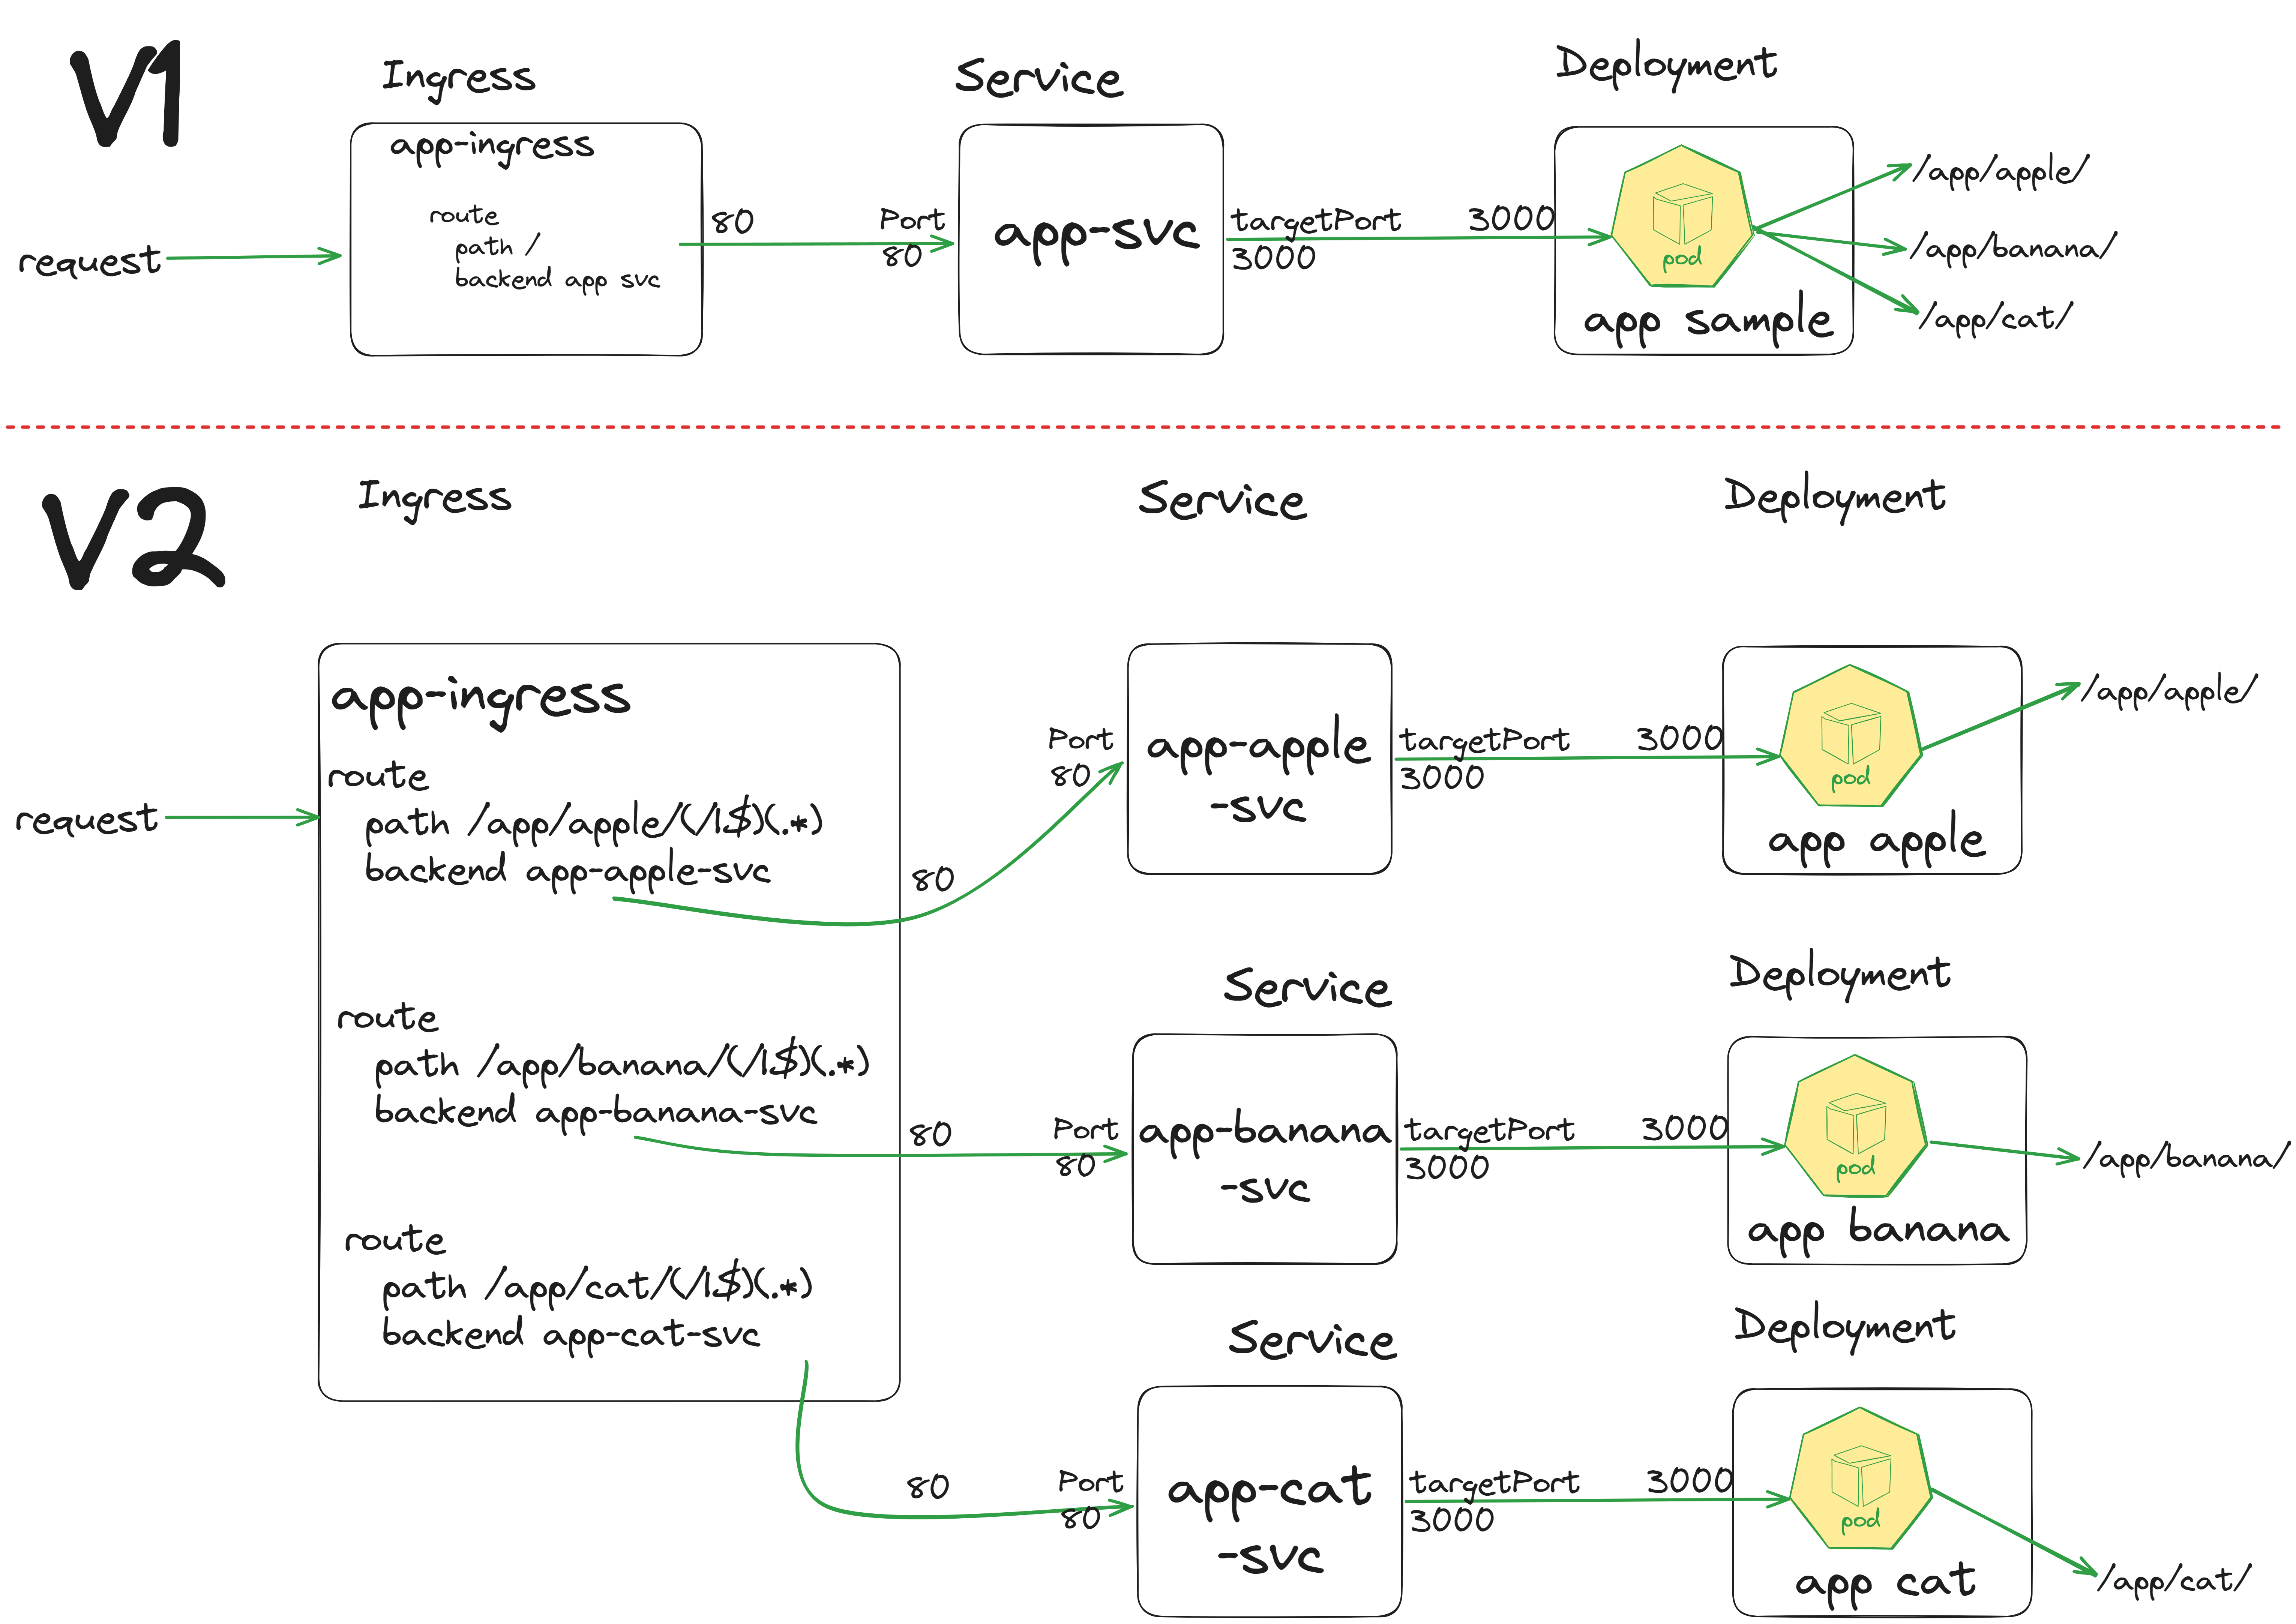 V1
Ingress
Service
Deployment
app-ingress
route
path /
backend app svc
request
80
Port
80
app-svc
targetPort
3000
3000
pod
app sample
/app/apple/
/app/banana/
/app/cat/
V2
Ingress
Service
Deployment
app-ingress
request
route
path /app/apple/(/|$)(.*)
backend app-apple-svc
80
Port
80
app-apple
-svc
targetPort
3000
3000
pod
app apple
/app/apple/
Service
Deployment
route
path /app/banana/(/|$)(.*)
backend app-banana-svc
80
Port
80
app-banana
-svc
targetPort
3000
3000
pod
app banana
/app/banana/
Service
Deployment
route
path /app/cat/(/|$)(.*)
backend app-cat-svc
80
Port
80
app-cat
-svc
targetPort
3000
3000
pod
app cat
/app/cat/